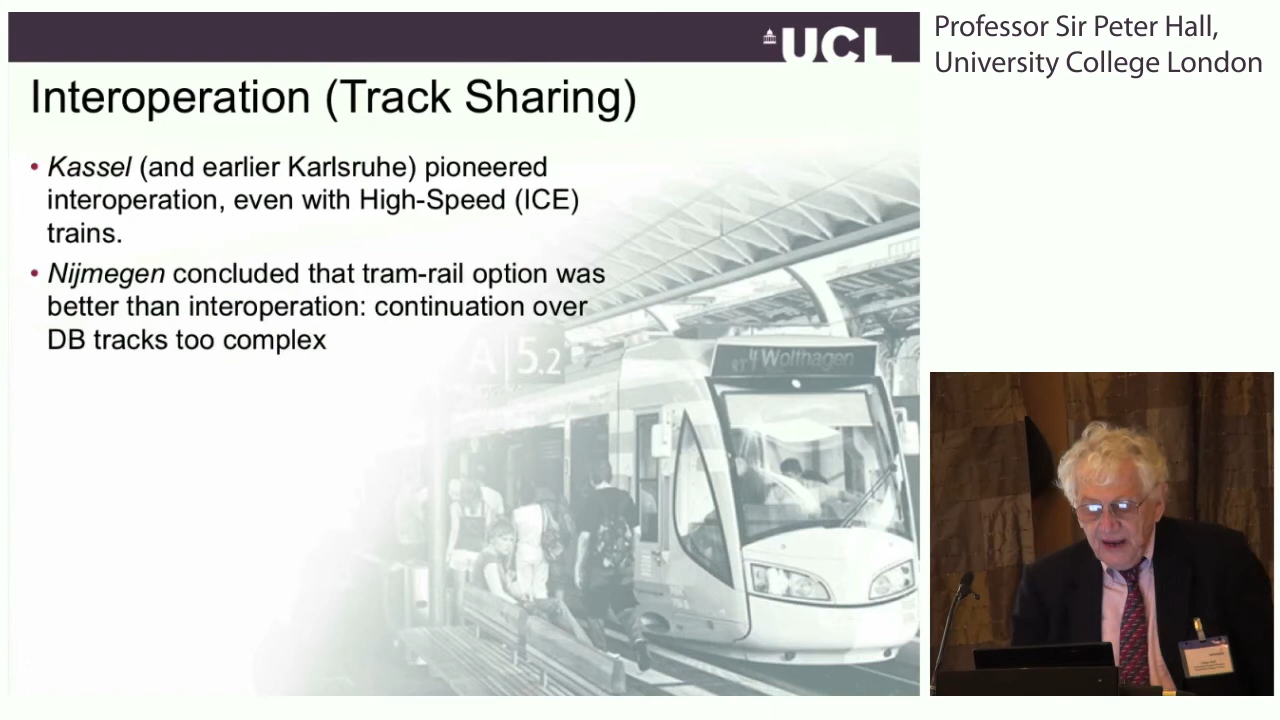 UCL
Professor Sir Peter Hall,
University College London
Interoperation (Track Sharing)
• Kassel (and earlier Karlsruhe) pioneered
interoperation, even with High-Speed (ICE)
trains.
• Nijmegen concluded that tram-rail option was
better than interoperation: continuation over
DB tracks too complex
A 5.2
4 Wolfhagen